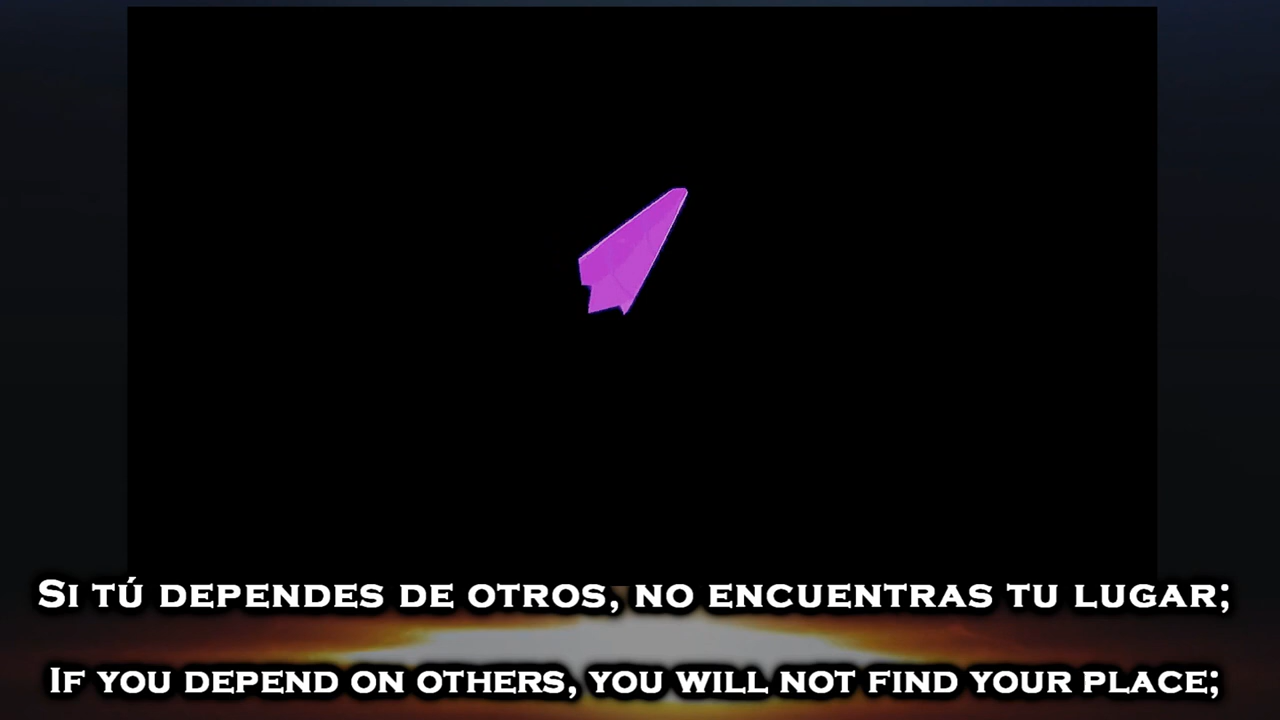 Si tú dependes de otros, no encuentras tu lugar;
If you depend on others, you will not find your place;